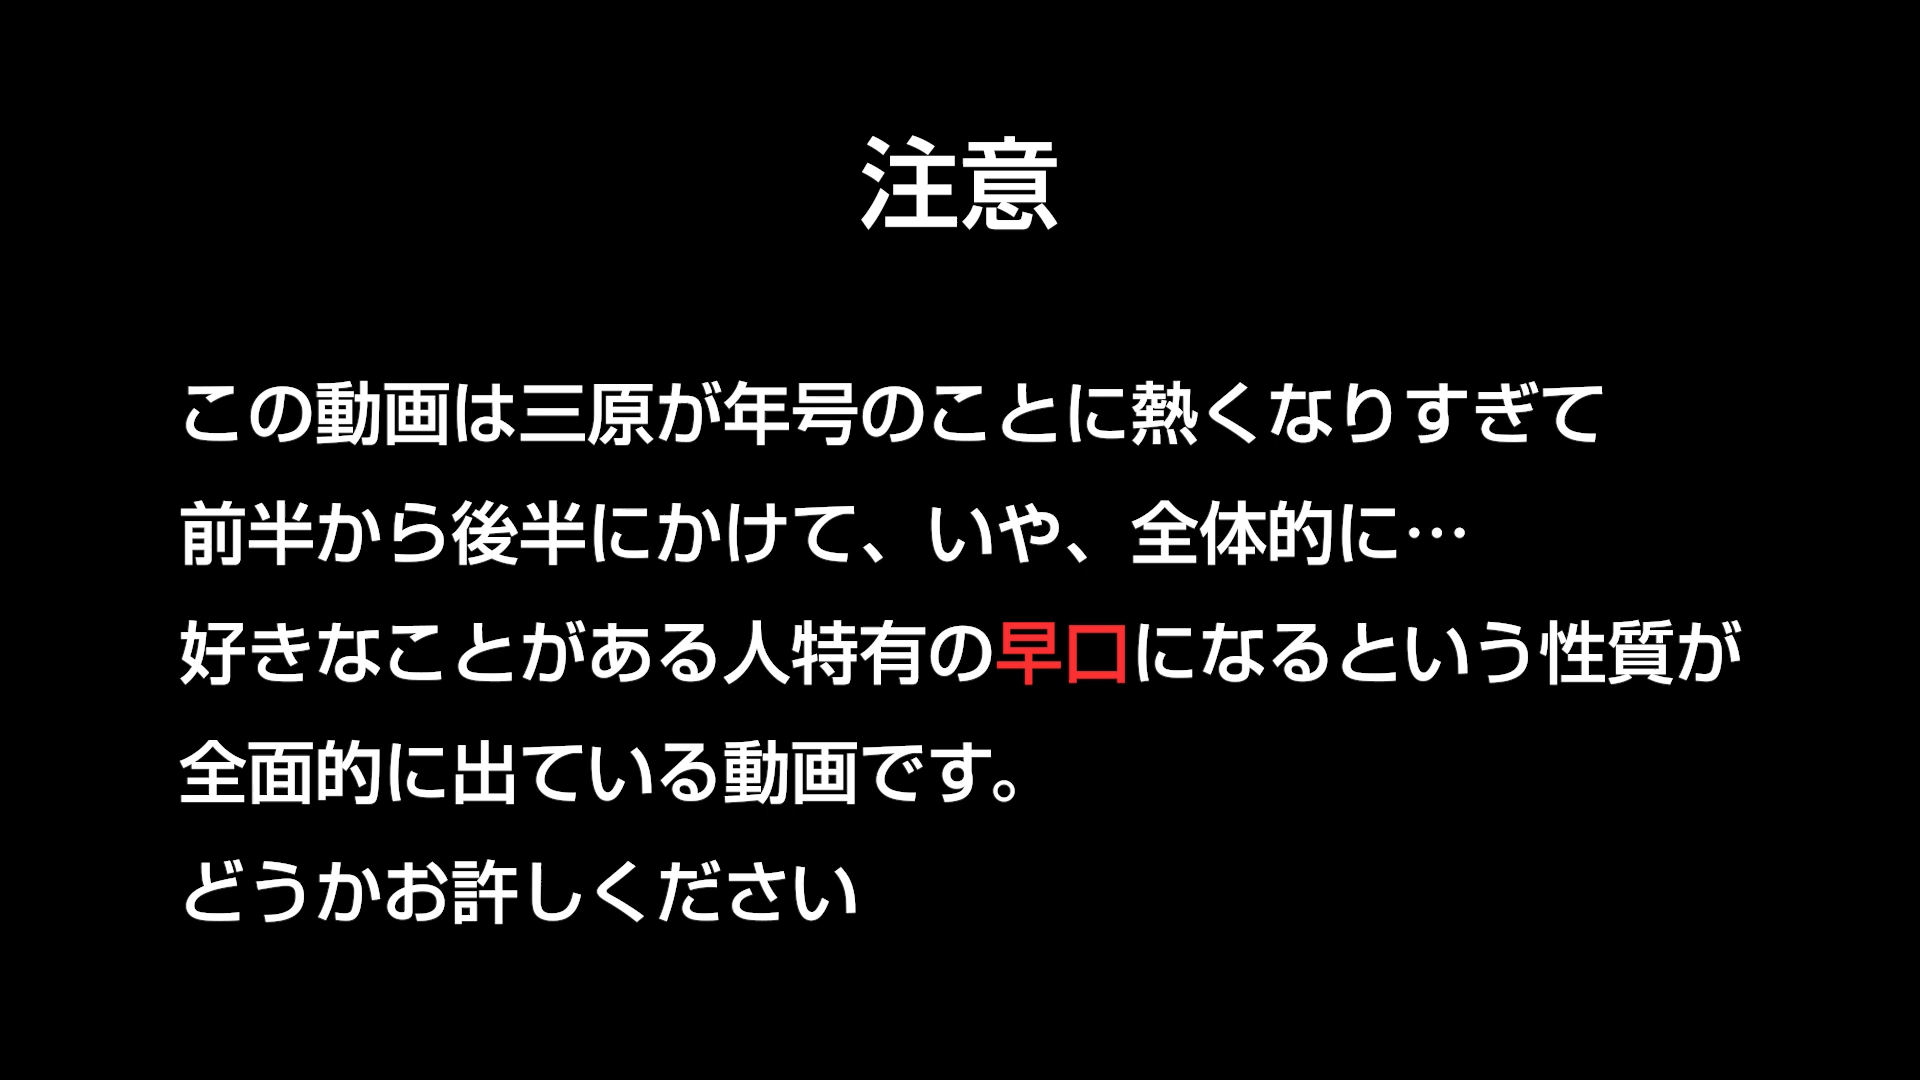 注意
この動画は三原が年号のことに熱くなりすぎて
前半から後半にかけて、いや、全体的に…
好きなことがある人特有の早口になるという性質が
全面的に出ている動画です。
どうかお許しください